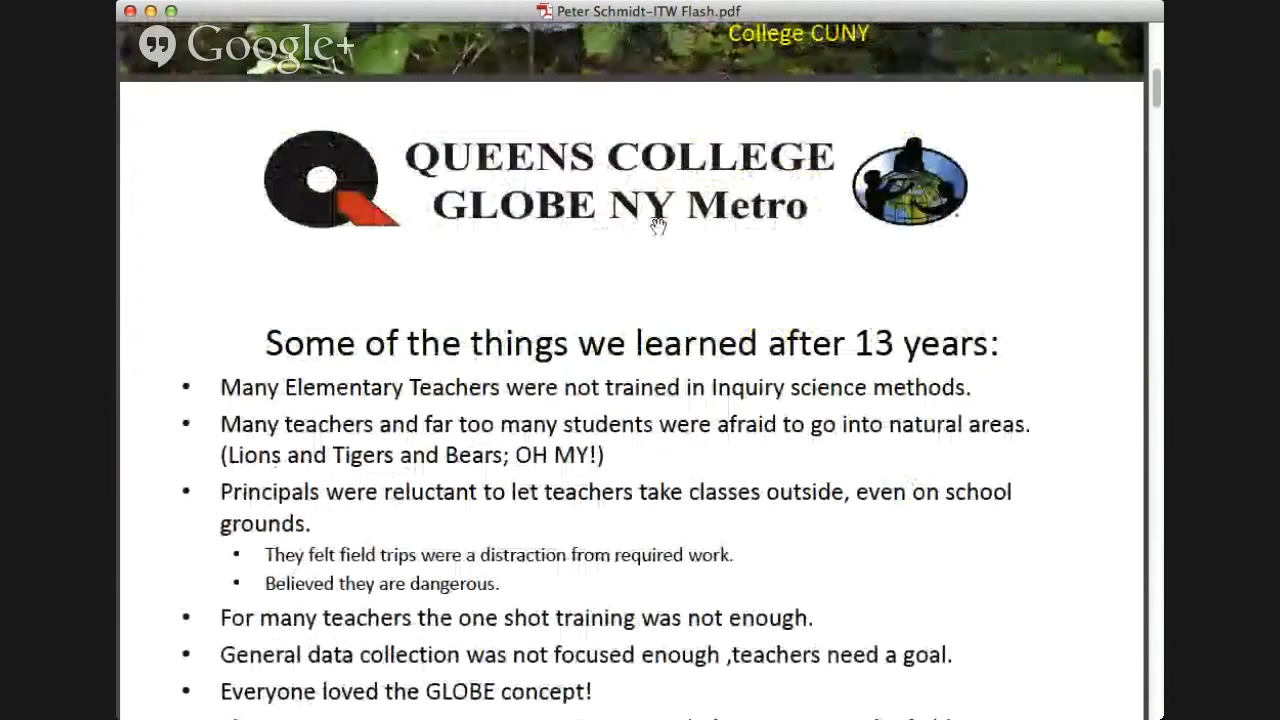 Peter Schmidt-ITW Flash.pdf
College CUNY
Google+
QUEENS COLLEGE
GLOBE NY Metro
Some of the things we learned after 13 years:
• Many Elementary Teachers were not trained in Inquiry science methods.
• Many teachers and far too many students were afraid to go into natural areas.
(Lions and Tigers and Bears; OH MY!)
• Principals were reluctant to let teachers take classes outside, even on school
grounds.
• They felt field trips were a distraction from required work.
• Believed they are dangerous.
• For many teachers the one shot training was not enough.
• General data collection was not focused enough ,teachers need a goal.
• Everyone loved the GLOBE concept!